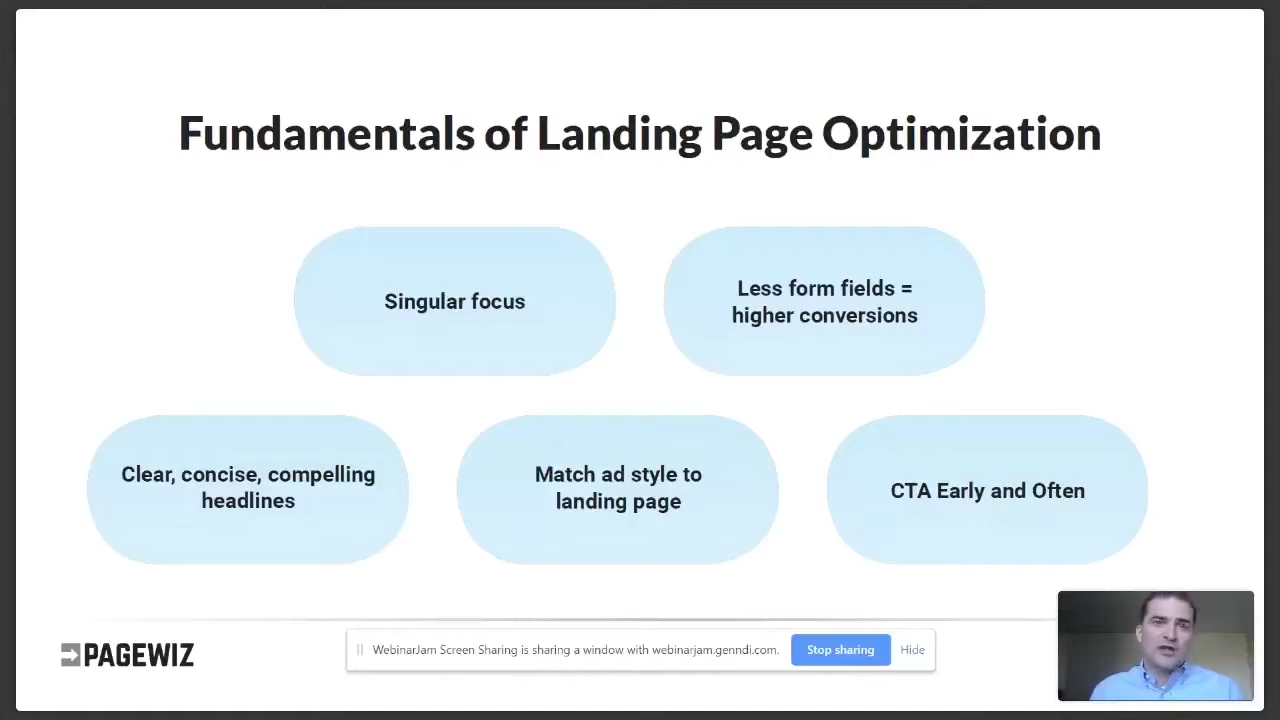 Fundamentals of Landing Page Optimization
Singular focus
Less form fields =
higher conversions
Clear, concise, compelling
headlines
Match ad style to
landing page
CTA Early and Often
PAGEWIZ
WebinarJam Screen Sharing is sharing a window with webinarjam.genndi.com.
Stop sharing
Hide